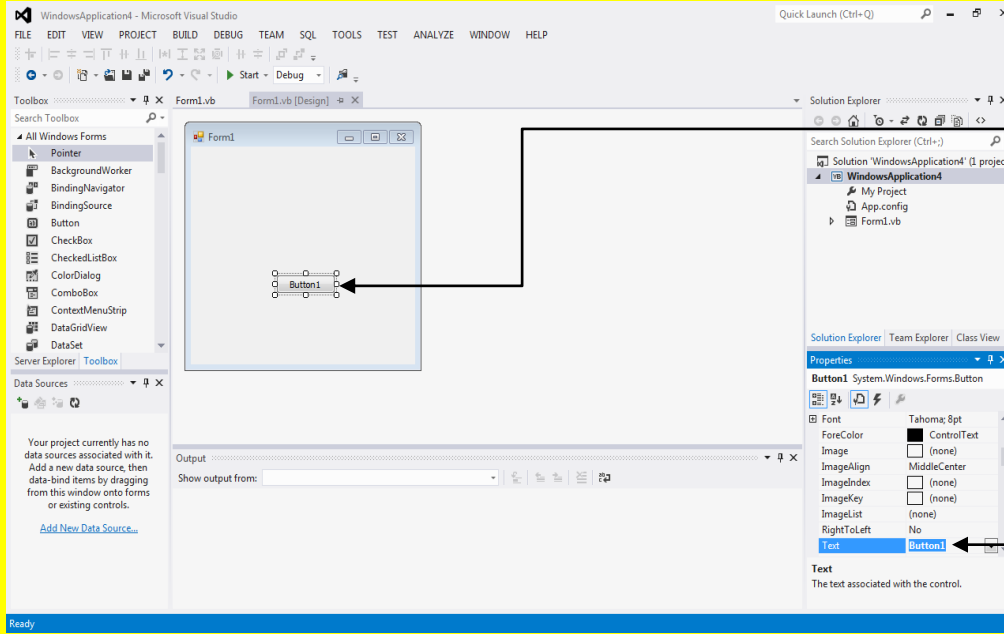 WindowsApplication4 - Microsoft Visual Studio
Quick Launch (Ctrl+Q)
FILE EDIT VIEW PROJECT BUILD DEBUG TEAM SQL TOOLS TEST ANALYZE WINDOW HELP
Start Debug
Toolbox
Search Toolbox
All Windows Forms
Pointer
BackgroundWorker
BindingNavigator
BindingSource
Button
CheckBox
CheckedListBox
ColorDialog
ComboBox
ContextMenuStrip
DataGridView
DataSet
Server Explorer Toolbox
Data Sources
Your project currently has no
data sources associated with it.
Add a new data source, then
data-bind items by dragging
from this window onto forms
or existing controls.
Add New Data Source...
Form1.vb Form1.vb [Design]
Form1
Button1
Output
Show output from:
Solution Explorer
Search Solution Explorer (Ctrl+;)
Solution 'WindowsApplication4' (1 projec
VB WindowsApplication4
My Project
App.config
Form1.vb
Solution Explorer Team Explorer Class View
Properties
Button1 System.Windows.Forms.Button
Font Tahoma; 8pt
ForeColor ControlText
Image (none)
ImageAlign MiddleCenter
ImageIndex (none)
ImageKey (none)
ImageList (none)
RightToLeft No
Text Button1
Text
The text associated with the control.
Ready